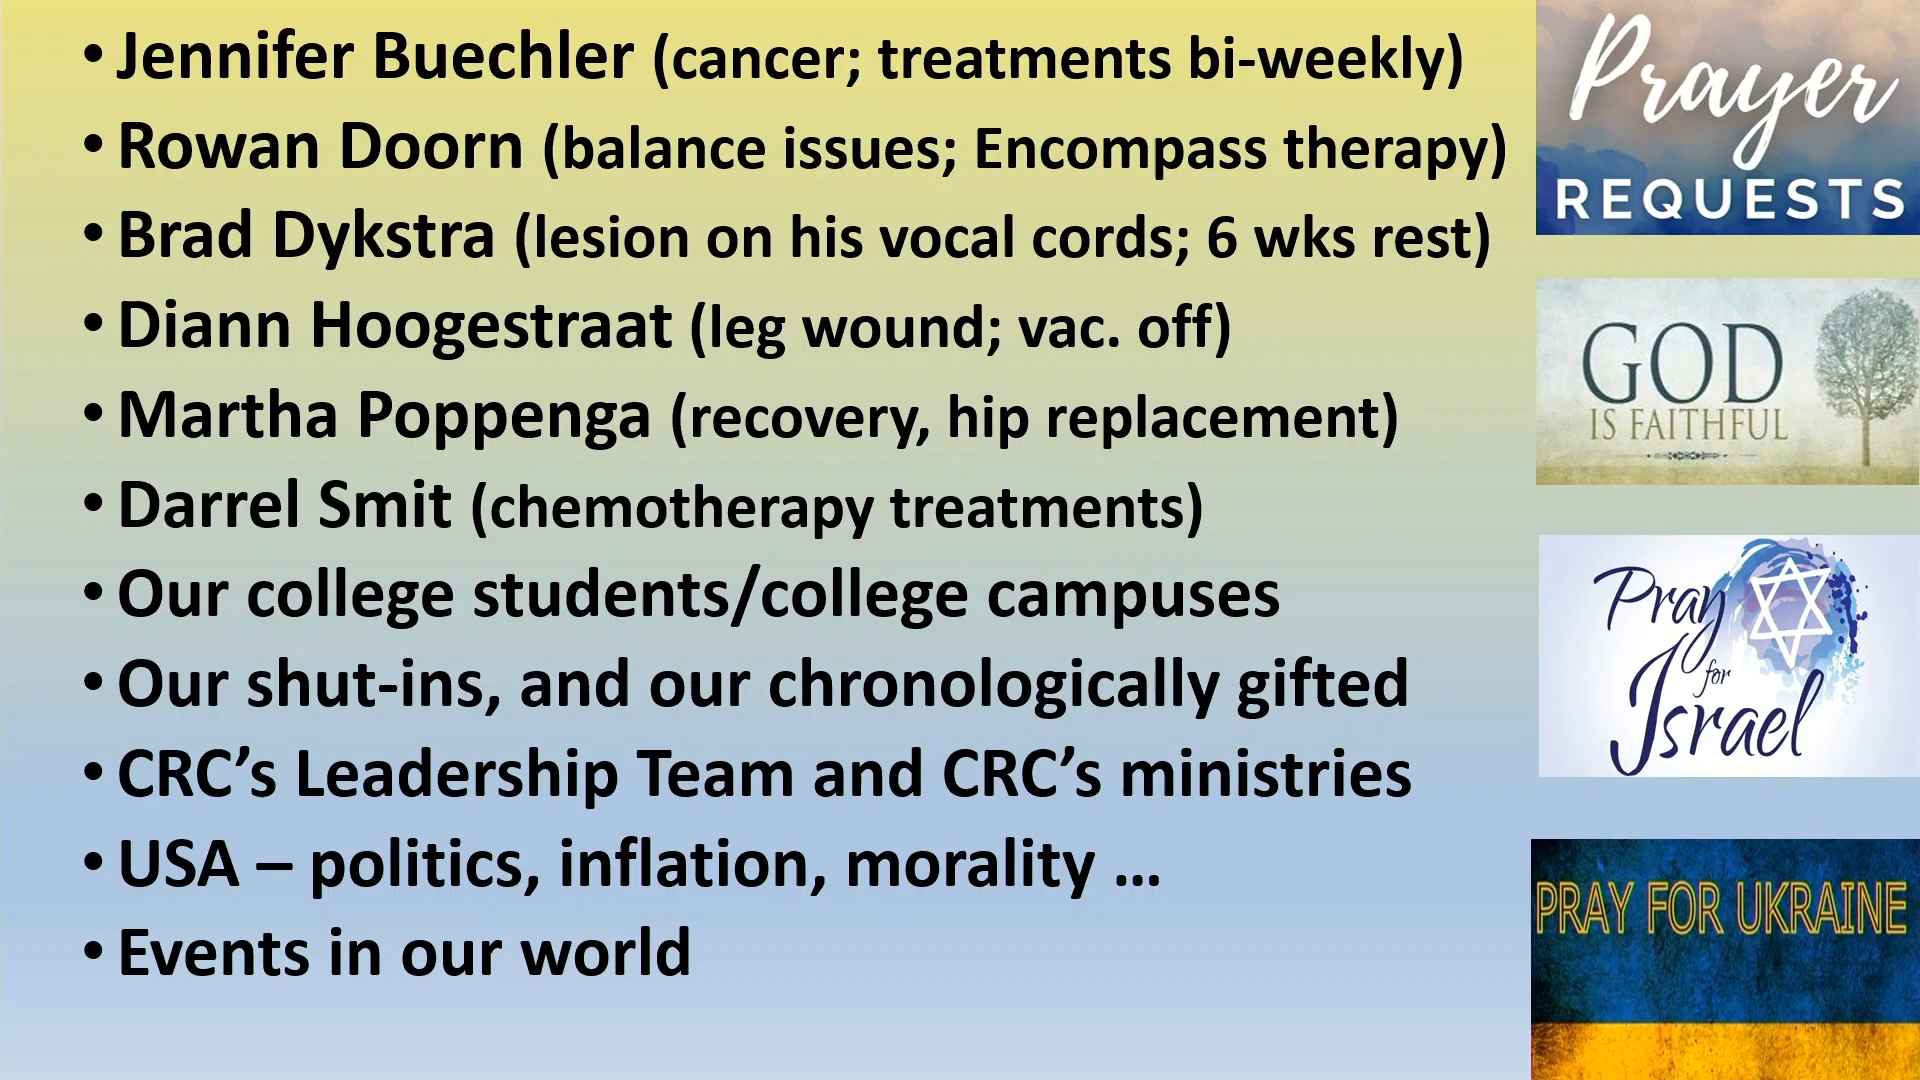 • Jennifer Buechler (cancer; treatments bi-weekly)
• Rowan Doorn (balance issues; Encompass therapy)
• Brad Dykstra (lesion on his vocal cords; 6 wks rest)
• Diann Hoogestraat (leg wound; vac. off)
• Martha Poppenga (recovery, hip replacement)
• Darrel Smit (chemotherapy treatments)
• Our college students/college campuses
• Our shut-ins, and our chronologically gifted
• CRC’s Leadership Team and CRC’s ministries
• USA – politics, inflation, morality ...
• Events in our world
Prayer
REQUESTS
GOD
IS FAITHFUL
Pray
for
Israel
PRAY FOR UKRAINE